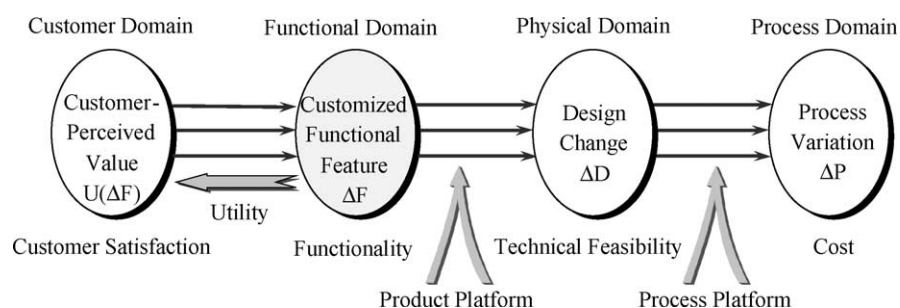 Customer Domain
Functional Domain
Physical Domain
Process Domain
Customer-
Perceived
Value
U(ΔF)
Customized
Functional
Feature
ΔF
Design
Change
ΔD
Process
Variation
ΔP
Utility
Customer Satisfaction
Functionality
Technical Feasibility
Cost
Product Platform
Process Platform